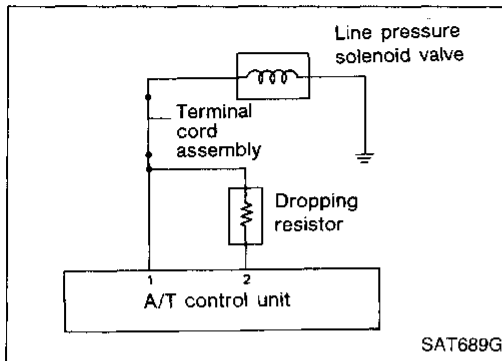 Line pressure
solenoid valve
Terminal
cord
assembly
Dropping
resistor
1 2
A/T control unit
SAT689G